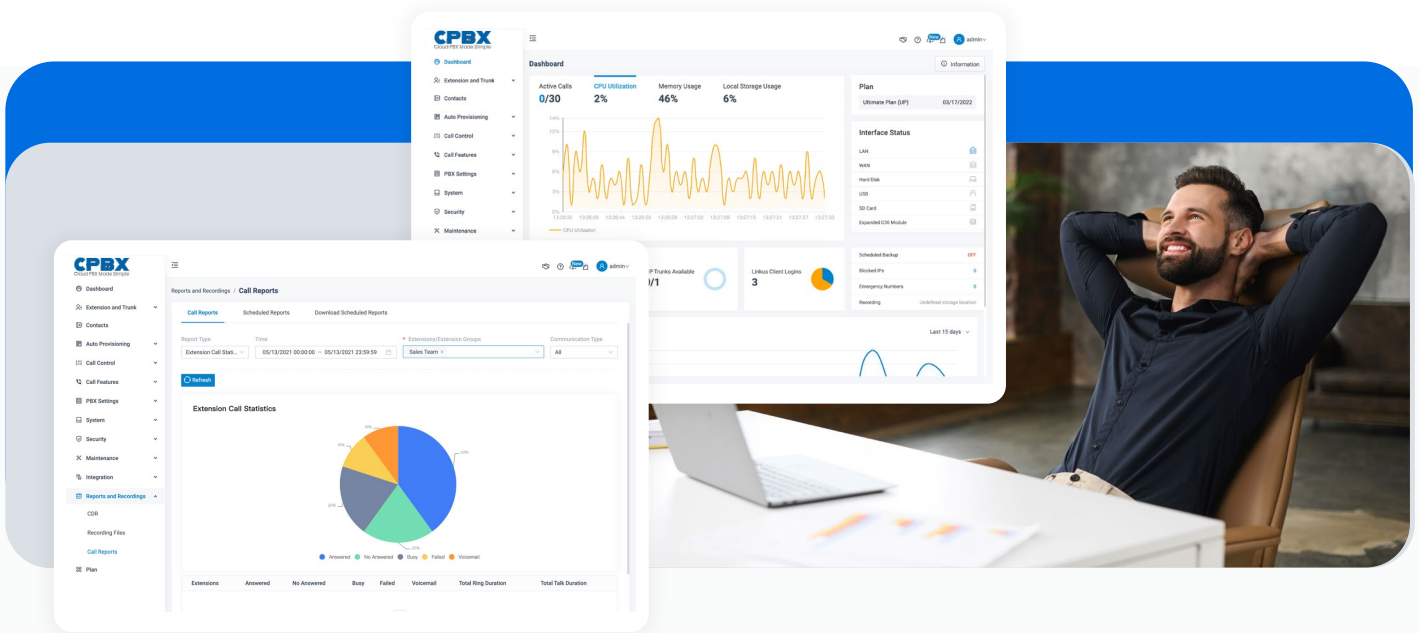 CPBX
Cloud PBX Made Simple
New
admin
Dashboard
Dashboard
Information
Extension and Trunk
Contacts
Auto Provisioning
Call Control
Call Features
PBX Settings
System
Security
Maintenance
Active Calls
CPU Utilization
Memory Usage
Local Storage Usage
0/30
2%
46%
6%
14%
10%
6%
3%
0%
CPU Utilization
Plan
Ultimate Plan (UP)
03/17/2022
Interface Status
LAN
WAN
Hard Disk
USB
SD Card
Expanded D30 Module
P Trunks Available
/1
Linkus Client Logins
3
Scheduled Backup
OFF
Blocked IPs
0
Emergency Numbers
0
Recording
Undefined storage location
Last 15 days
CPBX
Cloud PBX Made Simple
New
admin
Dashboard
Extension and Trunk
Contacts
Auto Provisioning
Call Control
Call Features
PBX Settings
System
Security
Maintenance
Integration
Reports and Recordings
CDR
Recording Files
Call Reports
Plan
Reports and Recordings / Call Reports
Call Reports
Scheduled Reports
Download Scheduled Reports
Report Type
Time
* Extensions/Extension Groups
Communication Type
Extension Call Stati...
05/13/2021 00:00:00 ~ 05/13/2021 23:59:59
Sales Team ×
All
Refresh
Extension Call Statistics
20%
20%
Answered
No Answered
Busy
Failed
Voicemail
Extensions
Answered
No Answered
Busy
Failed
Voicemail
Total Ring Duration
Total Talk Duration